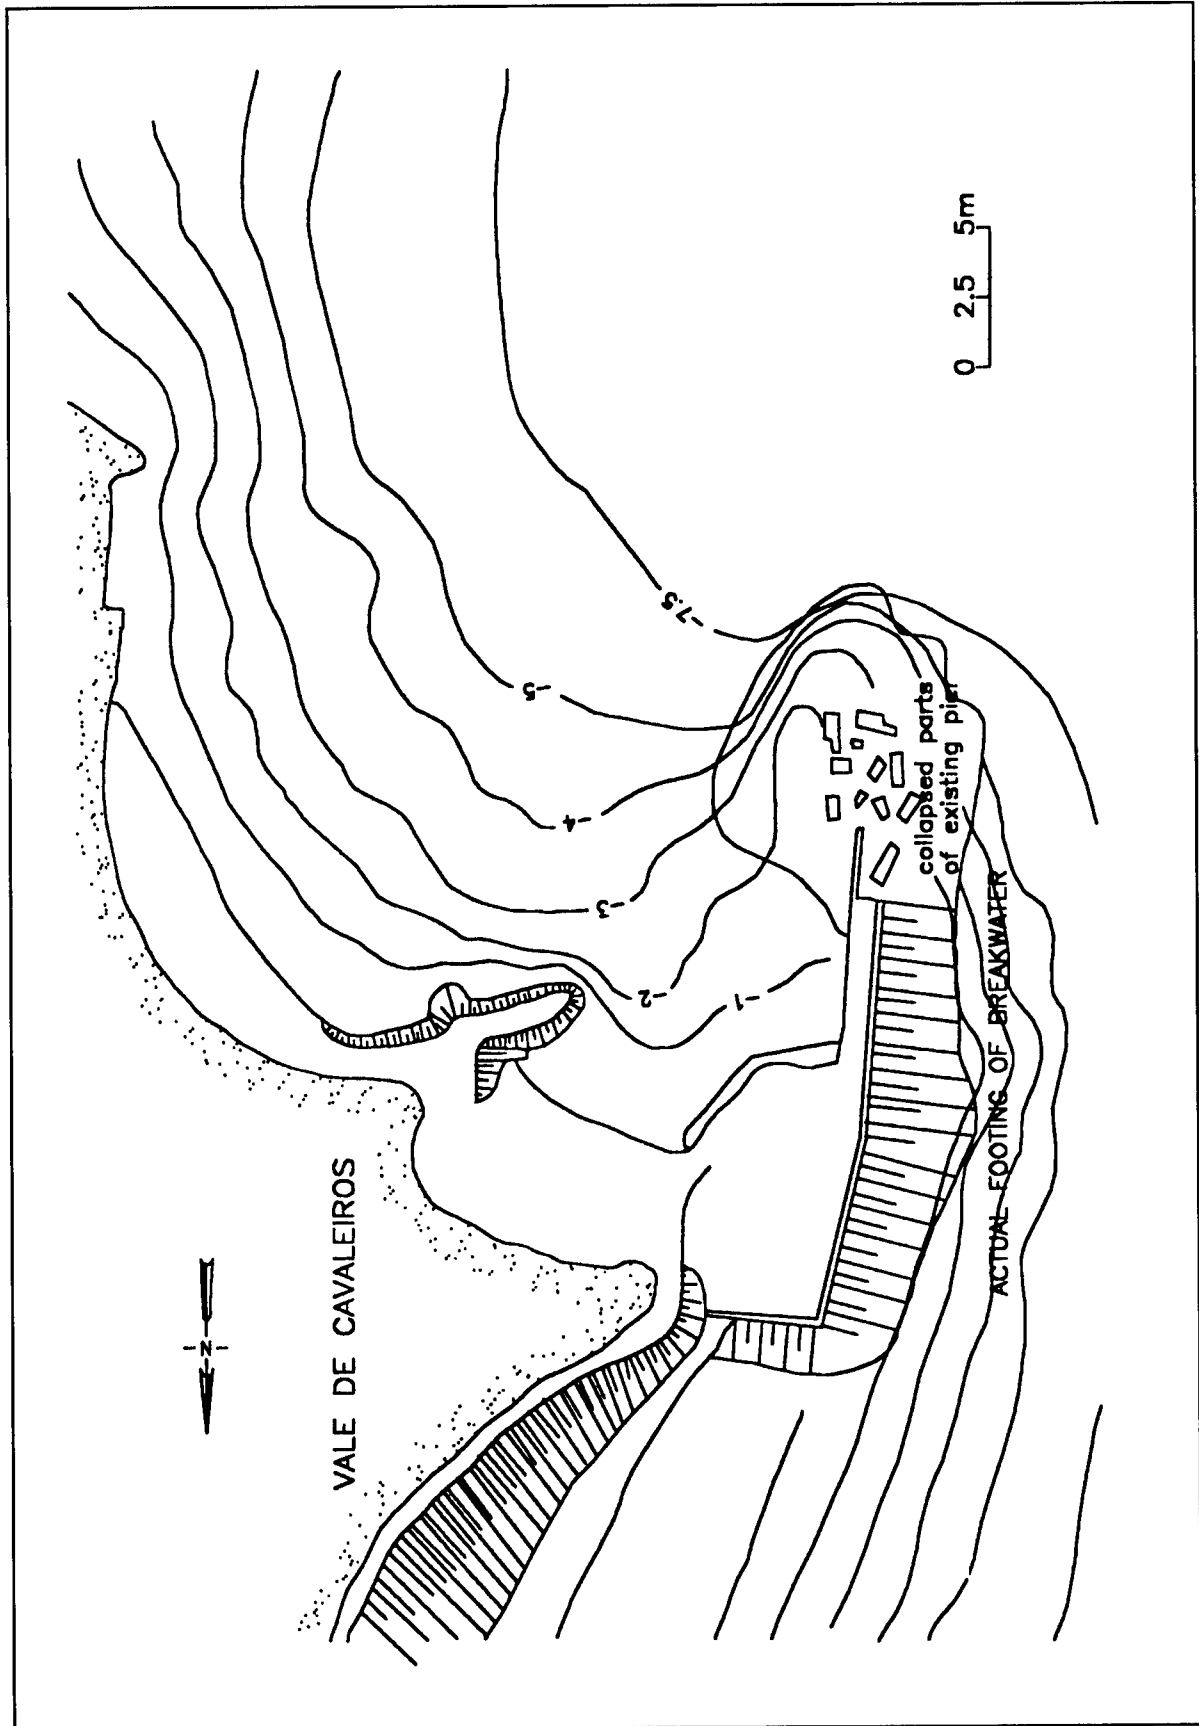 VALE DE CAVALEIROS
-N-
-7.5
-5
-4
-3
-2
-1
0 2.5 5m
collapsed parts
of existing pier
ACTUAL FOOTING OF BREAKWATER